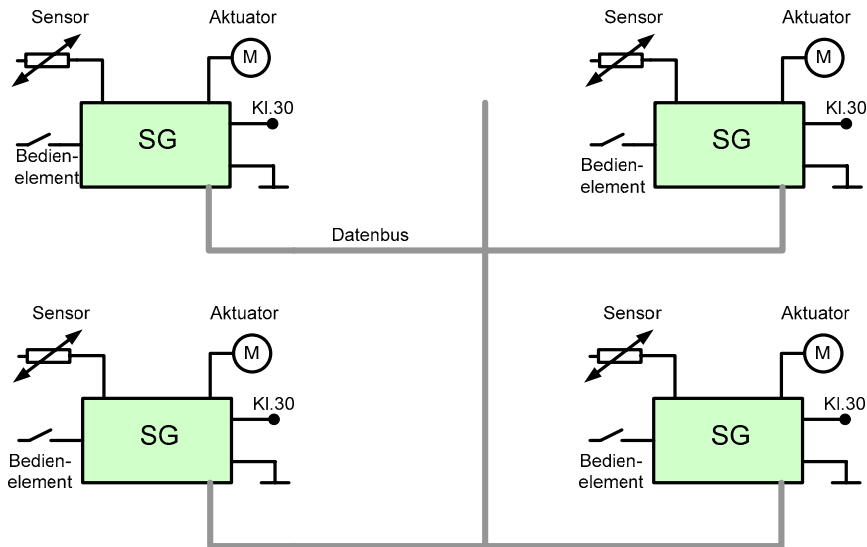 Sensor
Aktuator
M
Kl.30
SG
Bedien-
element
Sensor
Aktuator
M
Kl.30
SG
Bedien-
element
Datenbus
Sensor
Aktuator
M
Kl.30
SG
Bedien-
element
Sensor
Aktuator
M
Kl.30
SG
Bedien-
element